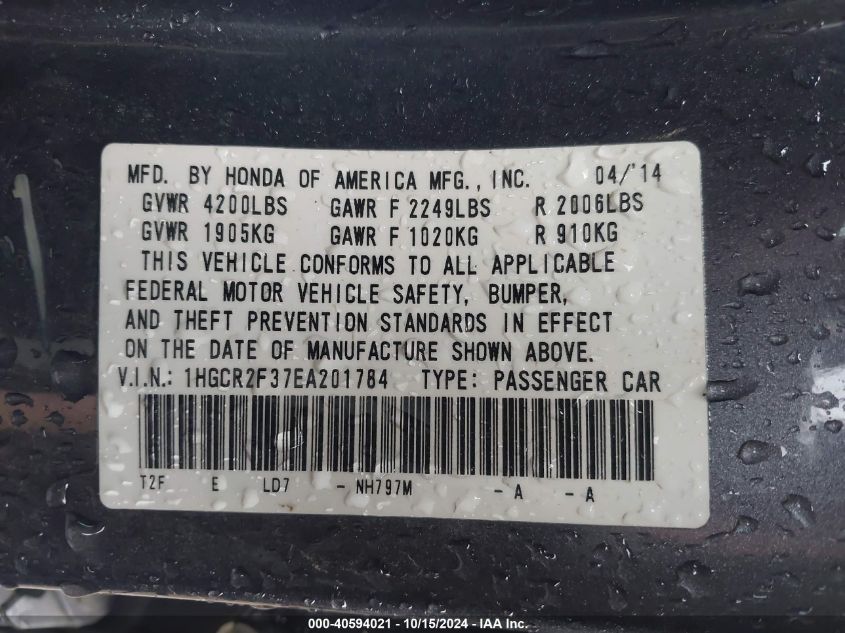 MFD. BY HONDA OF AMERICA MFG., INC. 04/'14
GVWR 4200LBS GAWR F 2249LBS R 2006LBS
GVWR 1905KG GAWR F 1020KG R 910KG
THIS VEHICLE CONFORMS TO ALL APPLICABLE
FEDERAL MOTOR VEHICLE SAFETY, BUMPER,
AND THEFT PREVENTION STANDARDS IN EFFECT
ON THE DATE OF MANUFACTURE SHOWN ABOVE.
V.I.N.: 1HGCR2F37EA201784 TYPE: PASSENGER CAR
T2F E LD7 - NH797M - A - A
000-40594021 - 10/15/2024 - IAA Inc.